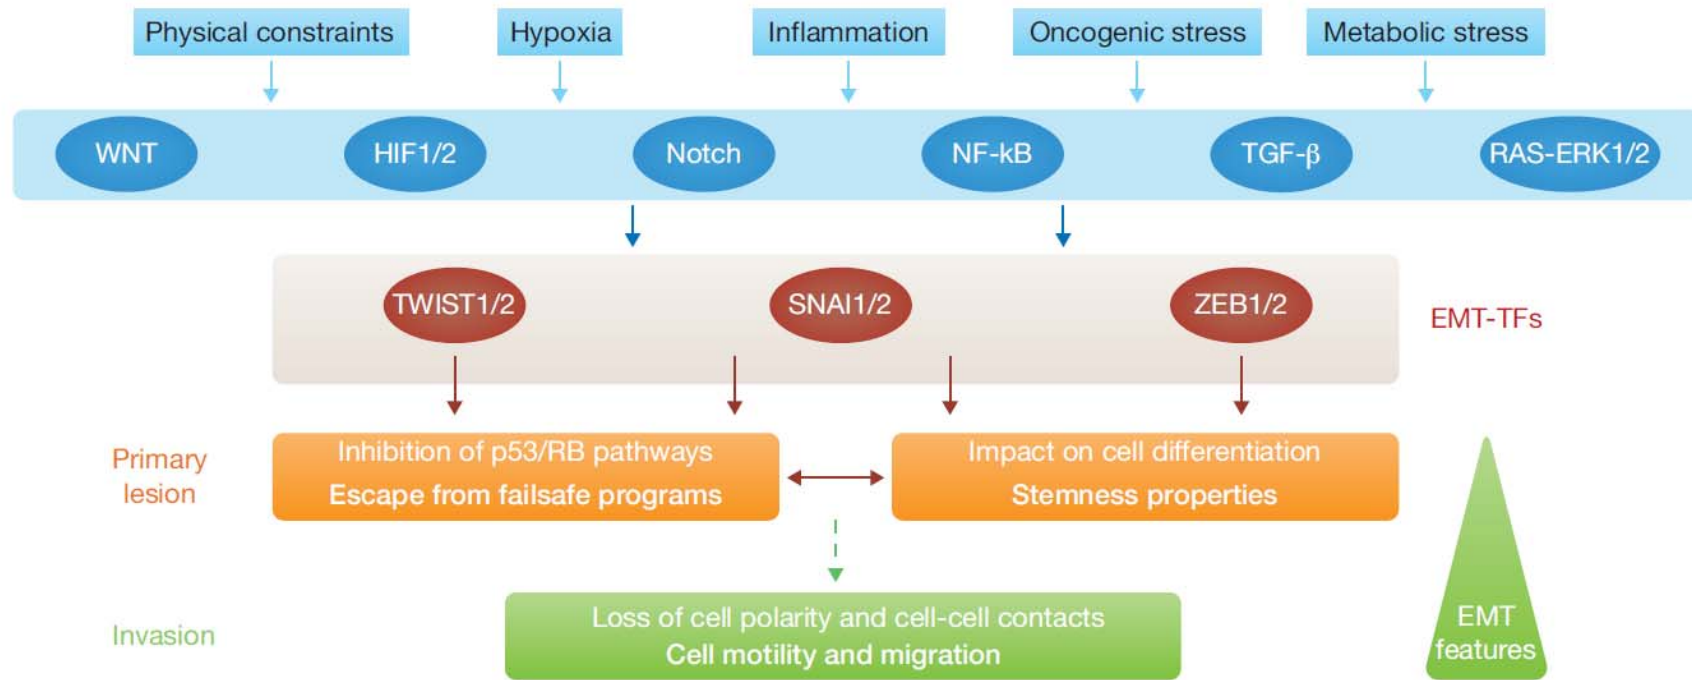 Physical constraints
Hypoxia
Inflammation
Oncogenic stress
Metabolic stress
WNT
HIF1/2
Notch
NF-kB
TGF-β
RAS-ERK1/2
TWIST1/2
SNAI1/2
ZEB1/2
EMT-TFs
Primary
lesion
Inhibition of p53/RB pathways
Escape from failsafe programs
Impact on cell differentiation
Stemness properties
Invasion
Loss of cell polarity and cell-cell contacts
Cell motility and migration
EMT
features